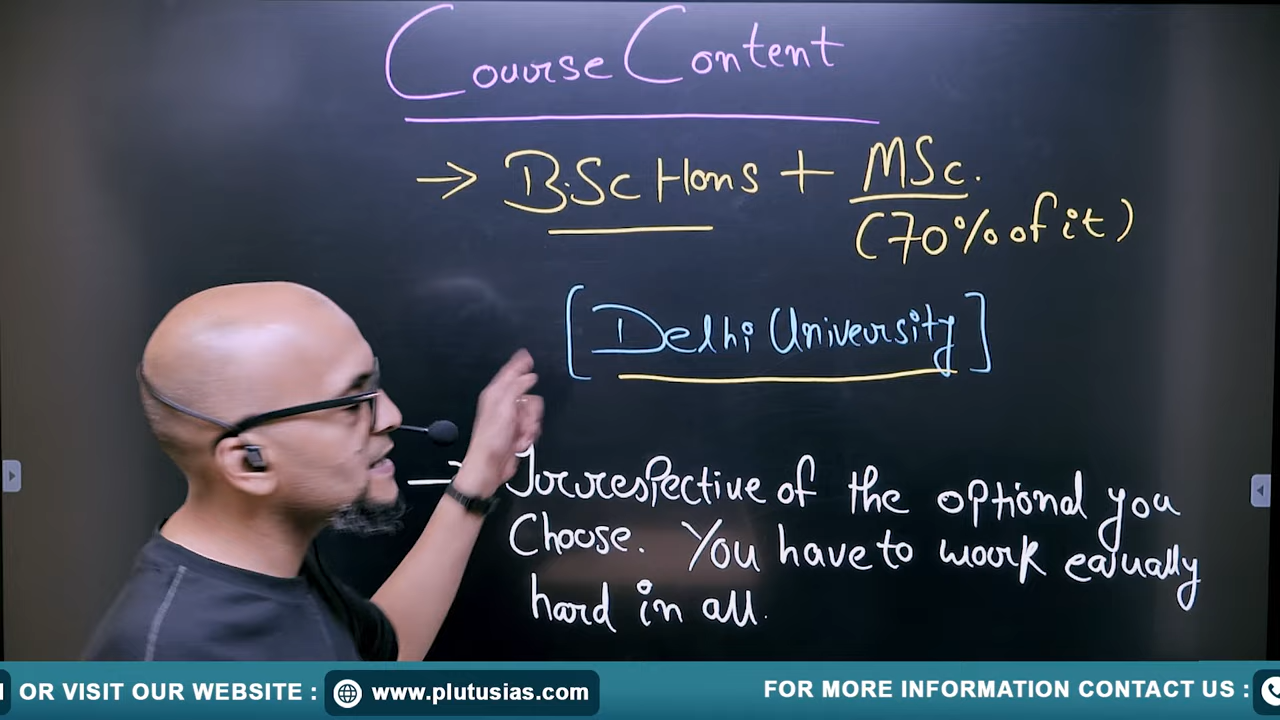 Course Content
→ B.Sc Hons + MSc.
(70% of it)
[Delhi University]
→ Irrespective of the optional you
Choose. You have to work equally
hard in all.
OR VISIT OUR WEBSITE : www.plutusias.com FOR MORE INFORMATION CONTACT US :